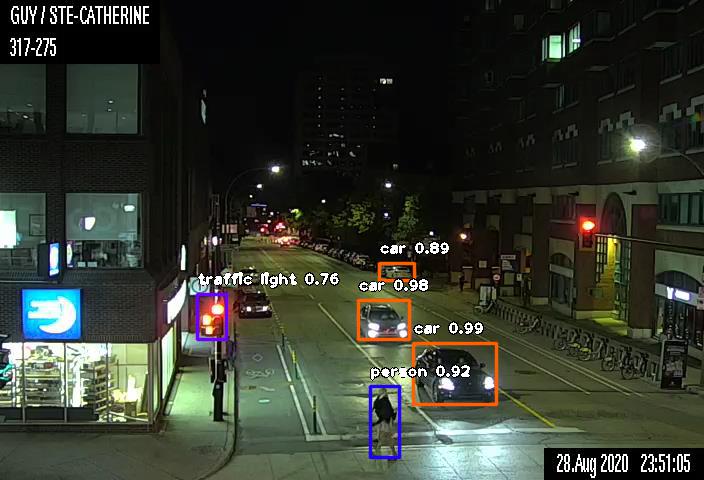 GUY / STE-CATHERINE
317-275
car 0.89
traffic light 0.76
car 0.98
car 0.99
person 0.92
28.Aug 2020 23:51:05